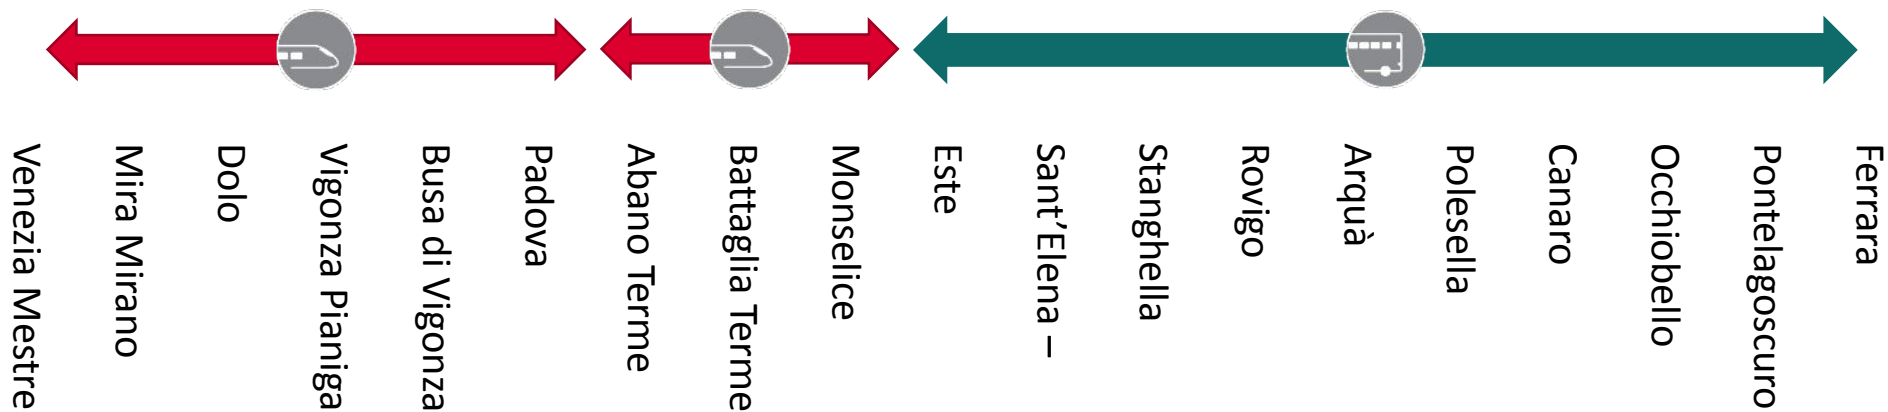 Venezia Mestre
Mira Mirano
Dolo
Vigonza Pianiga
Busa di Vigonza
Padova
Abano Terme
Battaglia Terme
Monselice
Este
Sant’Elena –
Stanghella
Rovigo
Arquà
Polesella
Canaro
Occhiobello
Pontelagoscuro
Ferrara